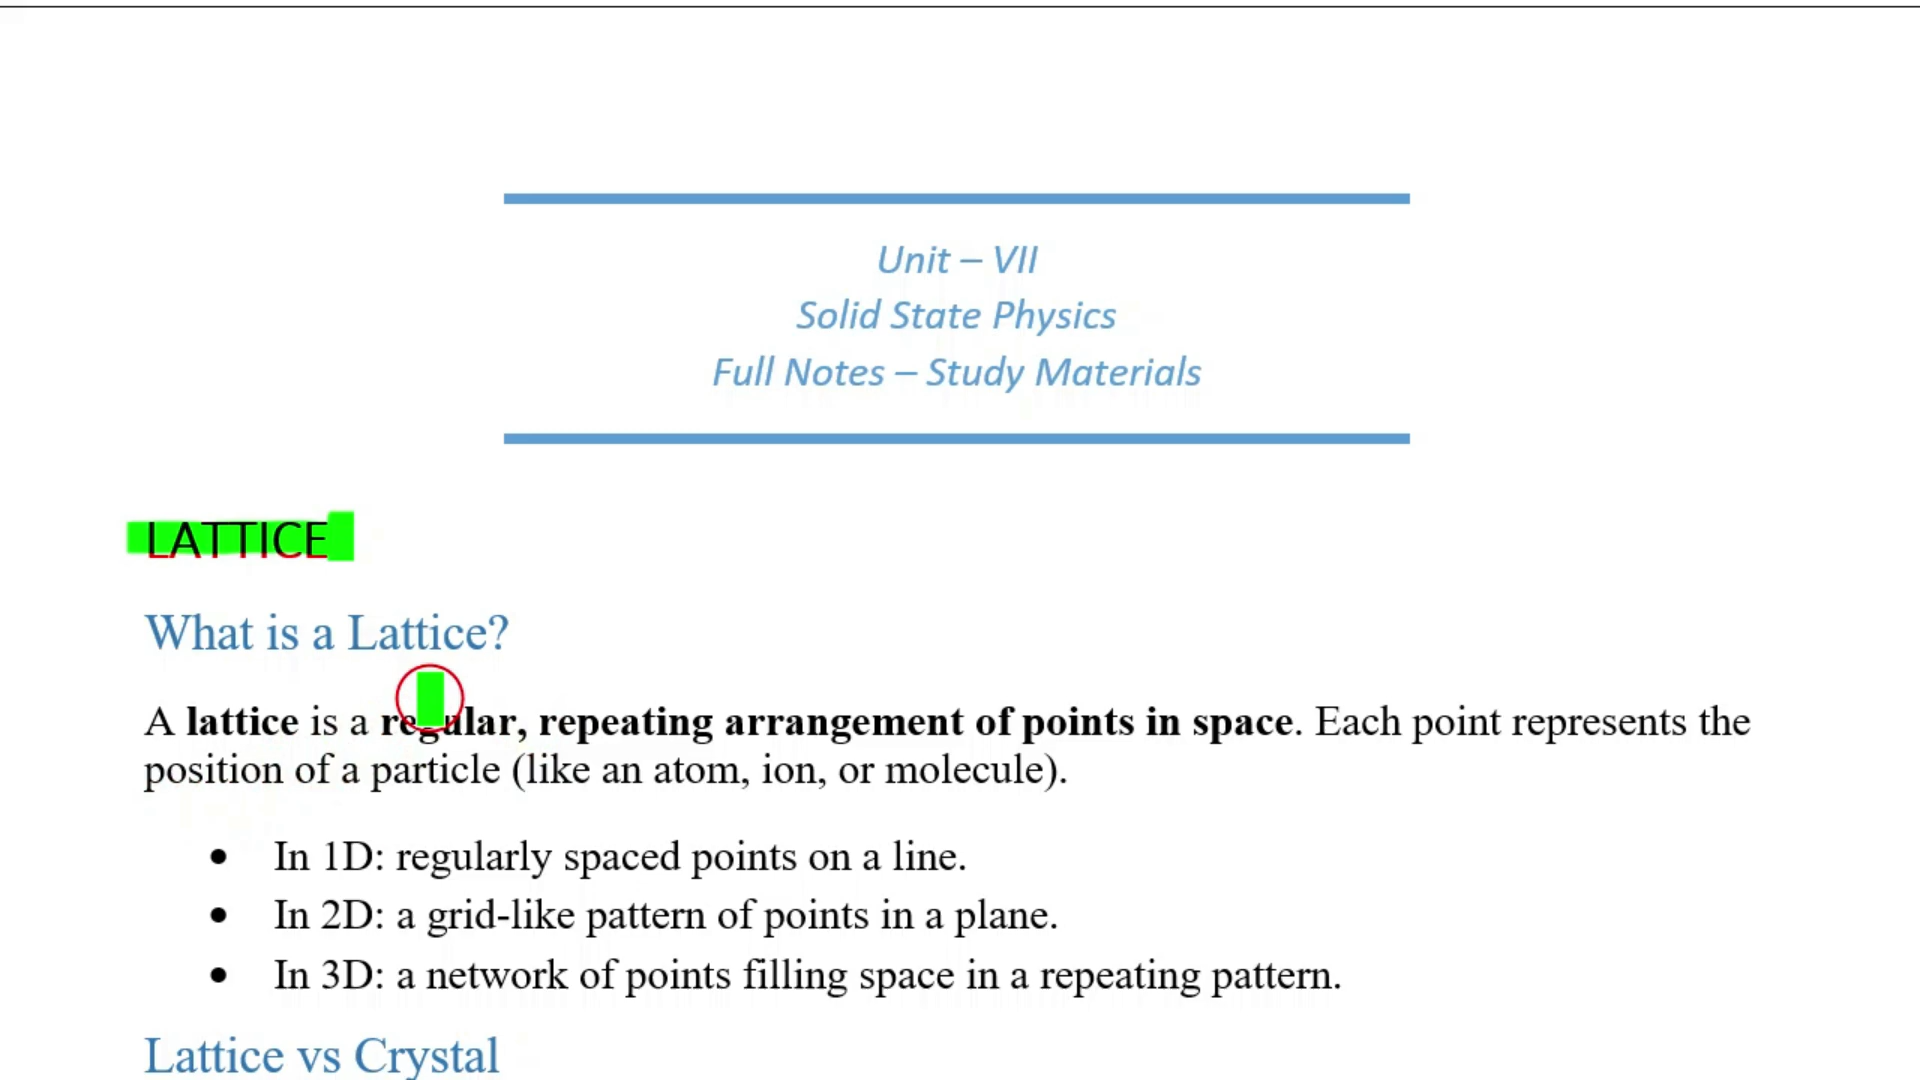 Unit – VII
Solid State Physics
Full Notes – Study Materials
LATTICE
What is a Lattice?
A lattice is a regular, repeating arrangement of points in space. Each point represents the
position of a particle (like an atom, ion, or molecule).
• In 1D: regularly spaced points on a line.
• In 2D: a grid-like pattern of points in a plane.
• In 3D: a network of points filling space in a repeating pattern.
Lattice vs Crystal